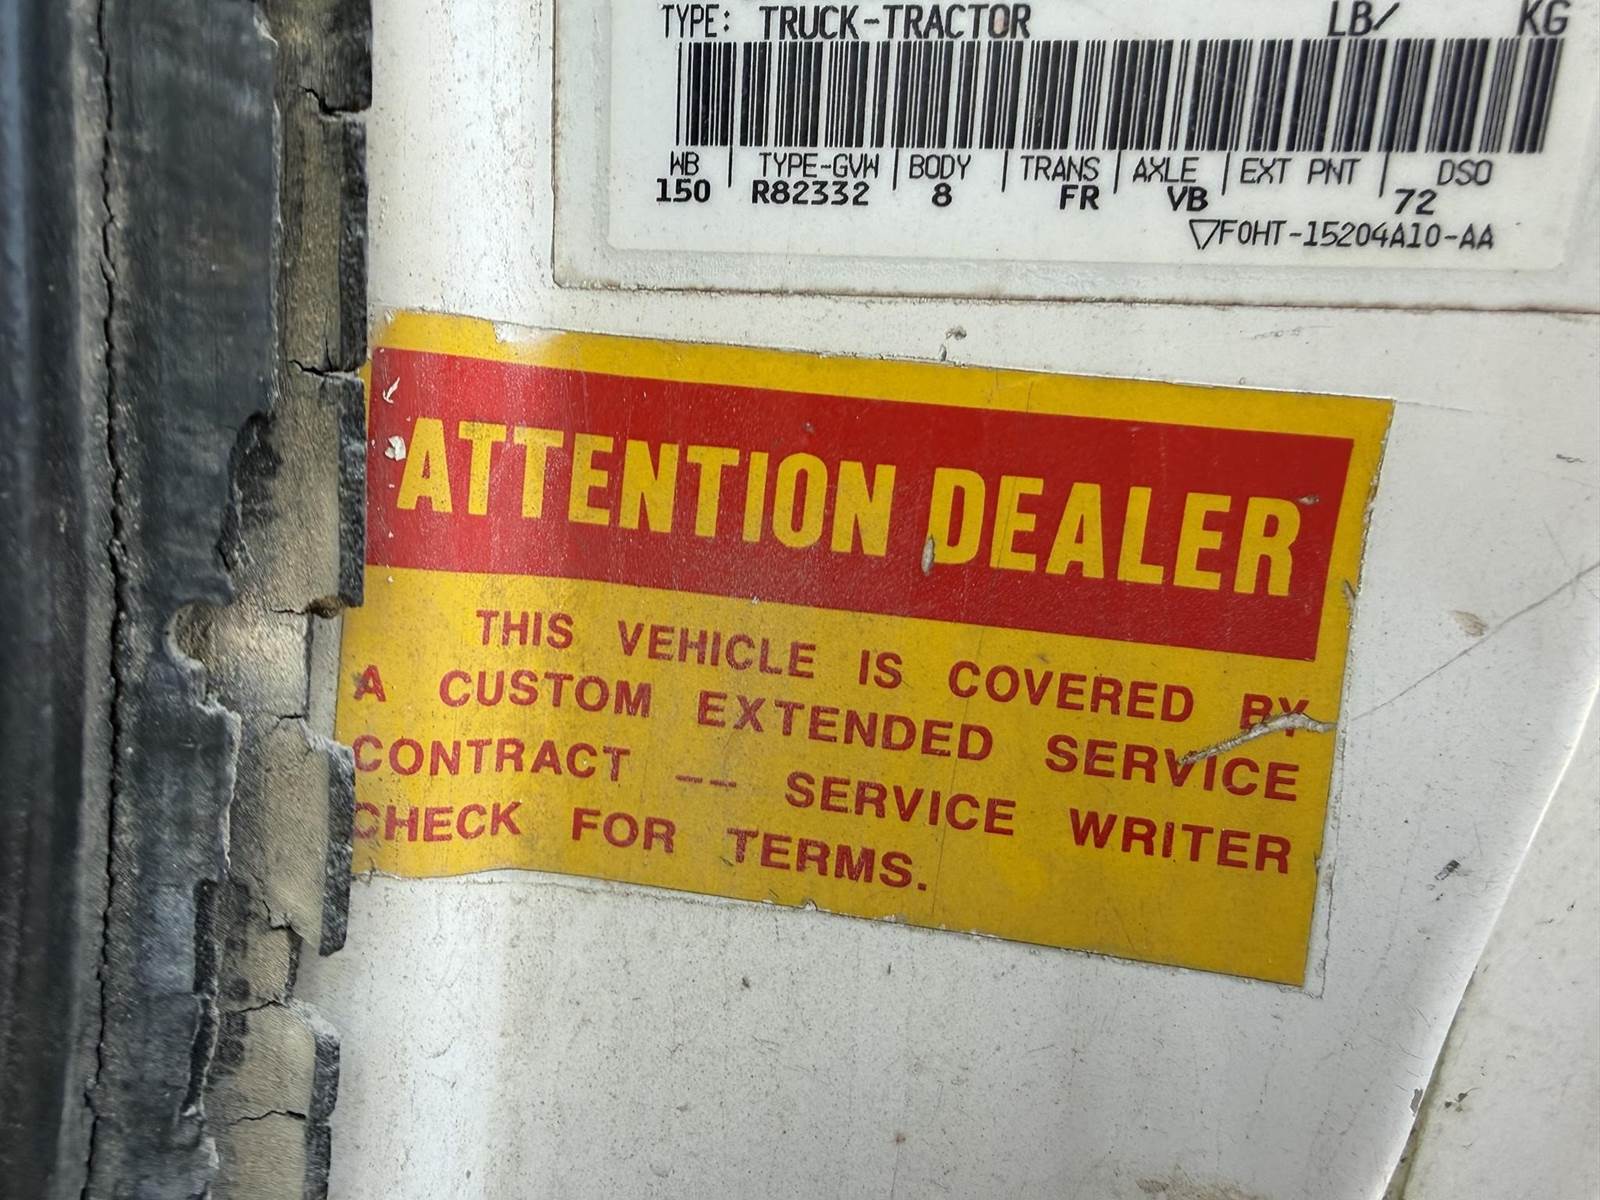 TYPE: TRUCK-TRACTOR LB/ KG
WB TYPE-GVW BODY TRANS AXLE EXT PNT DSO
150 R82332 8 FR VB 72
▽F0HT-15204A10-AA
ATTENTION DEALER
THIS VEHICLE IS COVERED BY
A CUSTOM EXTENDED SERVICE
CONTRACT -- SERVICE WRITER
CHECK FOR TERMS.